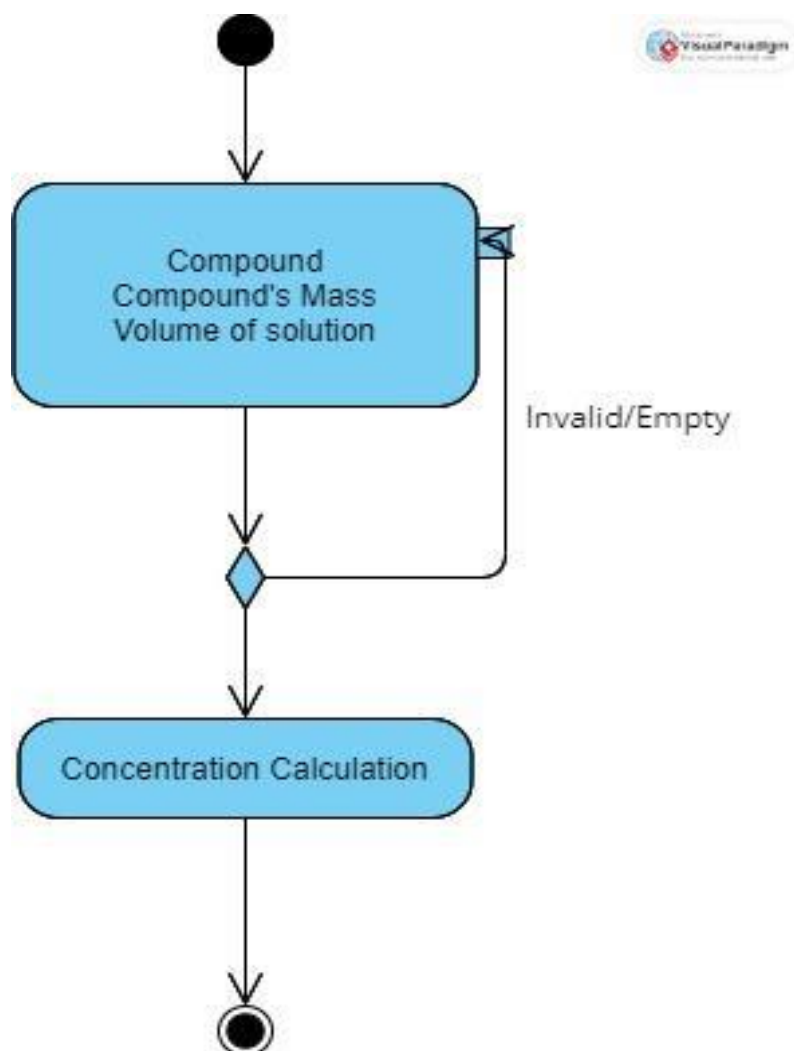 Visual Paradigm
Compound
Compound's Mass
Volume of solution
Invalid/Empty
Concentration Calculation